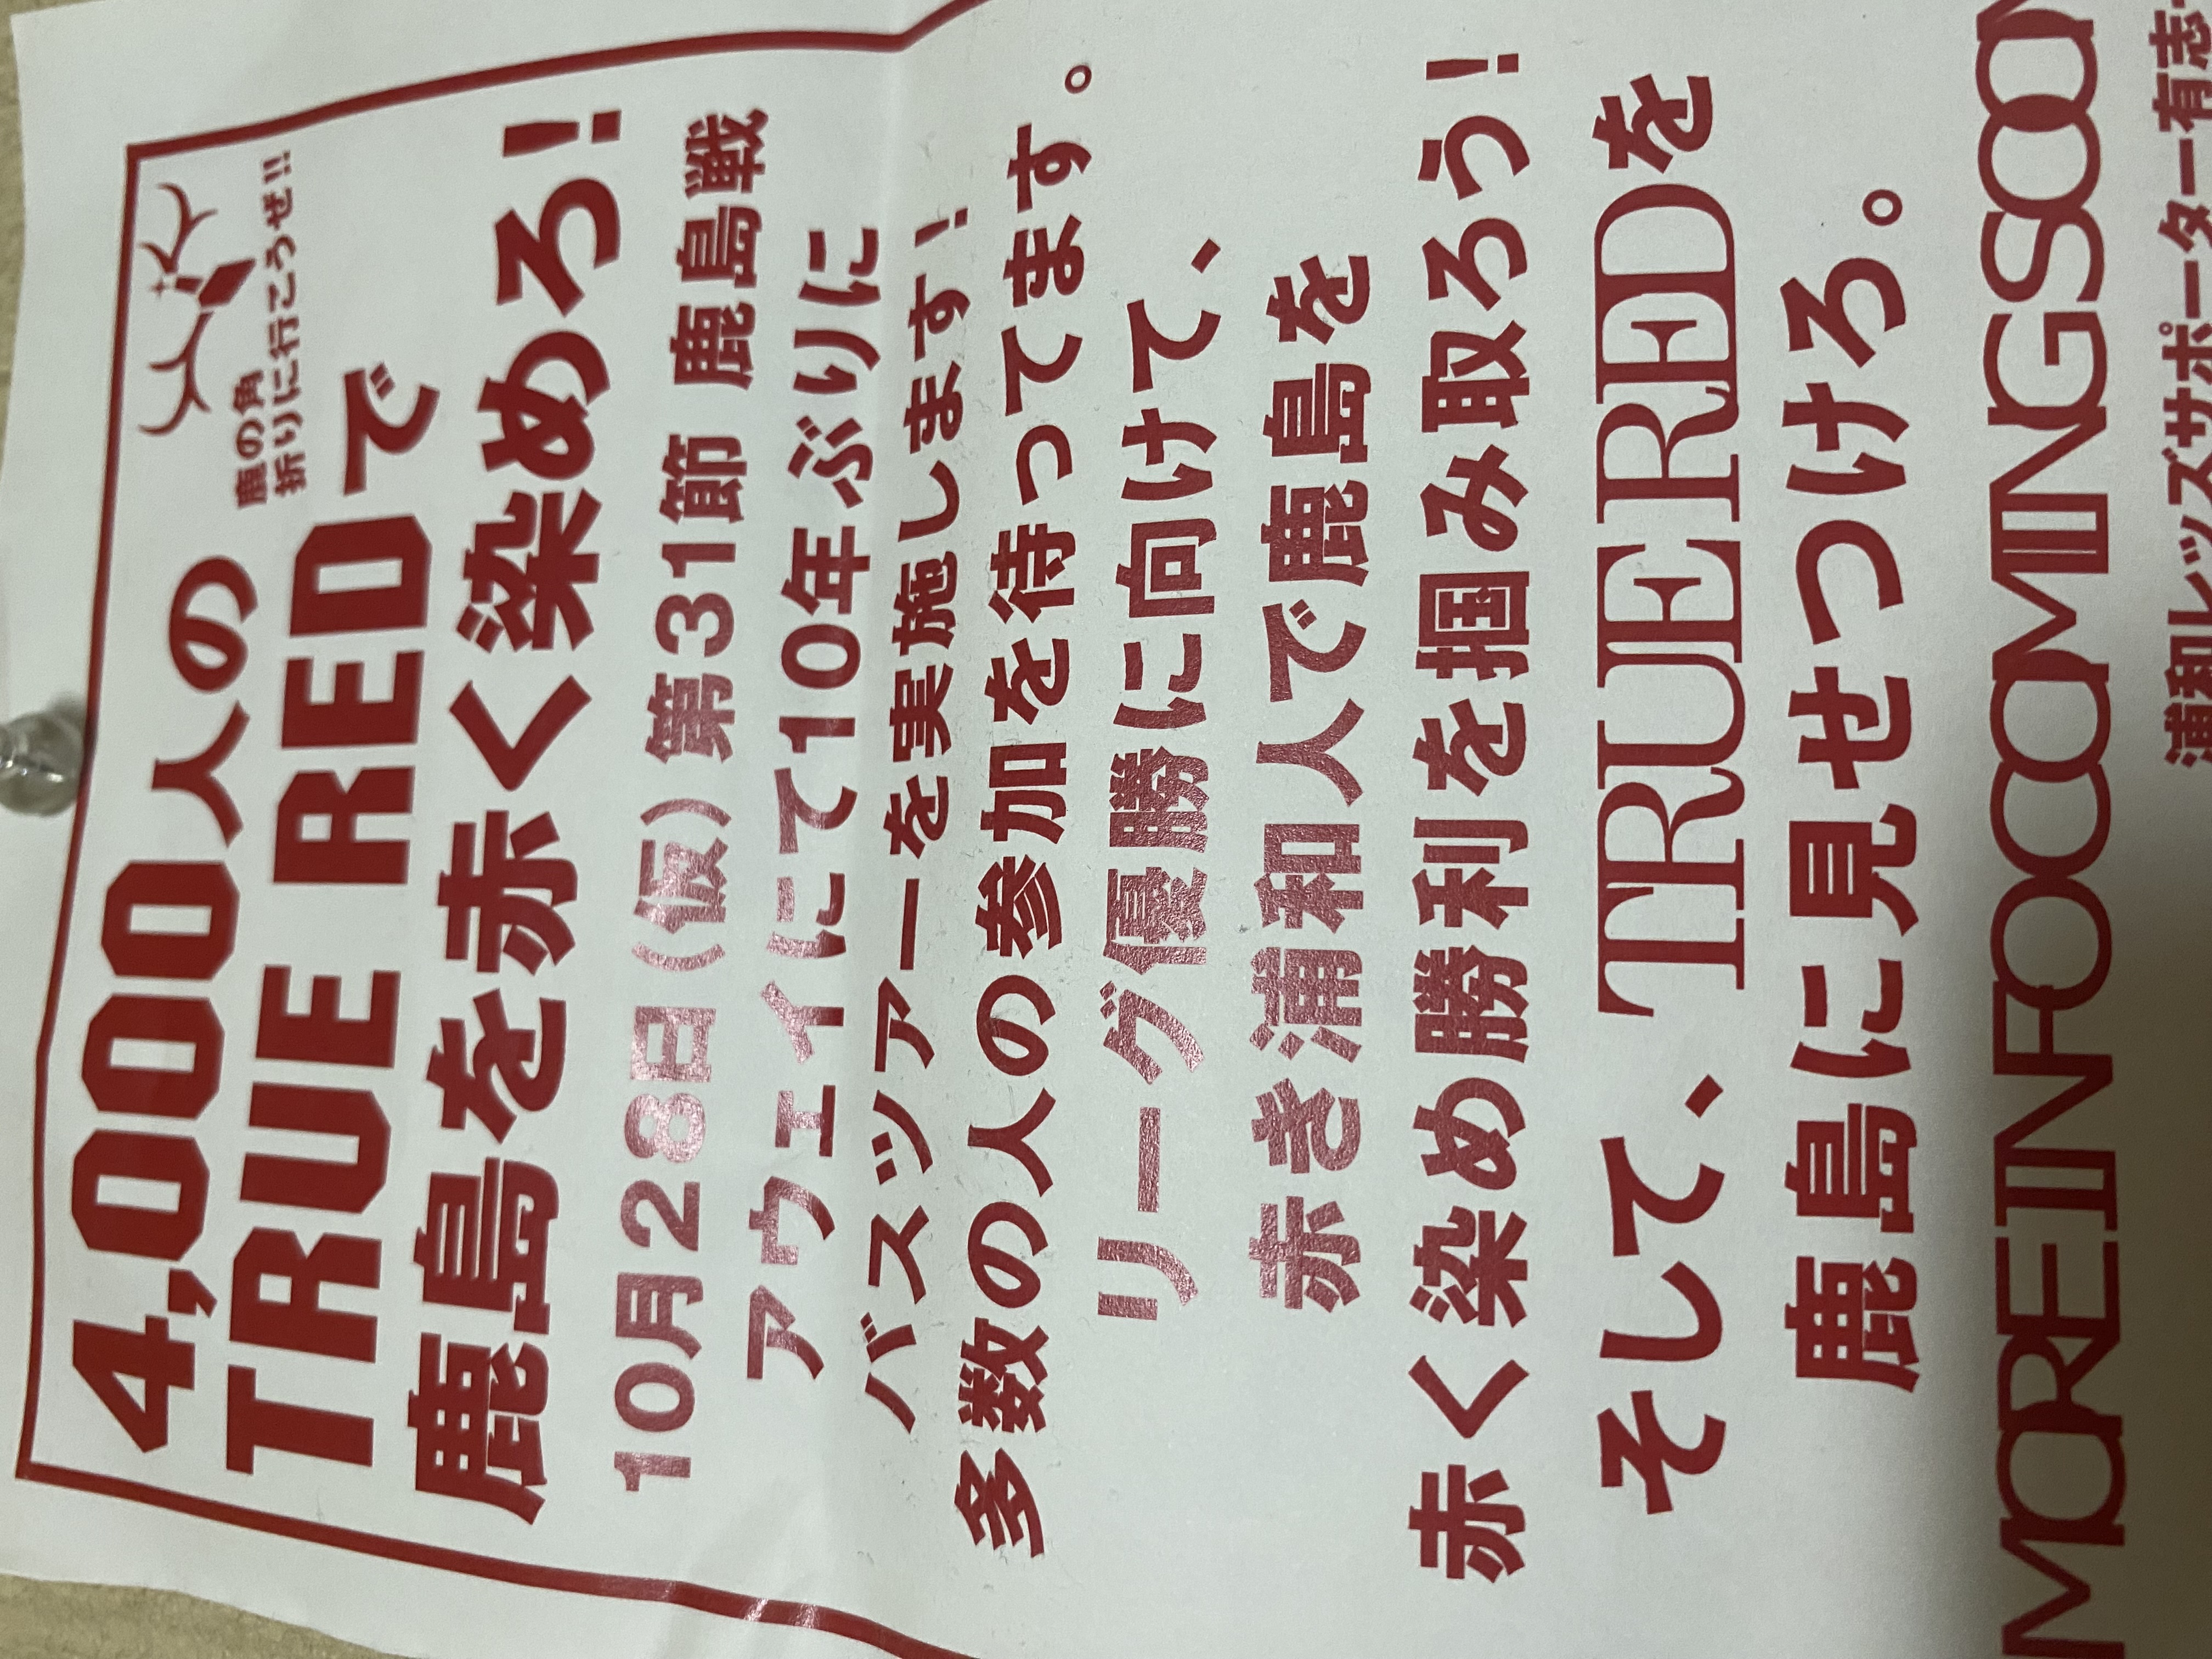 4,000人の
TRUE REDで
鹿島を赤く染めろ!
鹿の角
折りに行こうぜ!!
10月28日(仮)第31節 鹿島戦
アウェイにて10年ぶりに
バスツアーを実施します!
多数の人の参加を待ってます。
リーグ優勝に向けて、
赤き浦和人で鹿島を
赤く染め勝利を掴み取ろう!
そして、TRUE REDを
鹿島に見せつけろ。
MORE INFO COMING SOON
浦和レッズサポーター有志